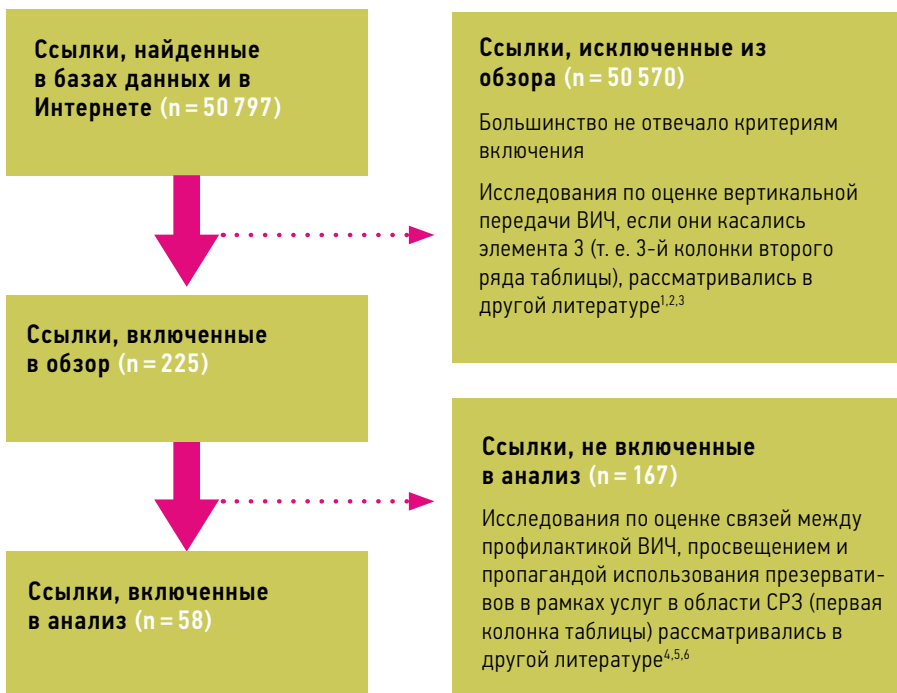 Ссылки, найденные
в базах данных и в
Интернете (n = 50 797)
Ссылки, исключенные из
обзора (n = 50 570)
Большинство не отвечало критериям
включения
Исследования по оценке вертикальной
передачи ВИЧ, если они касались
элемента 3 (т. е. 3-й колонки второго
ряда таблицы), рассматривались в
другой литературе1,2,3
Ссылки, включенные
в обзор (n = 225)
Ссылки, не включенные
в анализ (n = 167)
Исследования по оценке связей между
профилактикой ВИЧ, просвещением и
пропагандой использования презервати-
вов в рамках услуг в области СРЗ (первая
колонка таблицы) рассматривались в
другой литературе4,5,6
Ссылки, включенные
в анализ (n = 58)